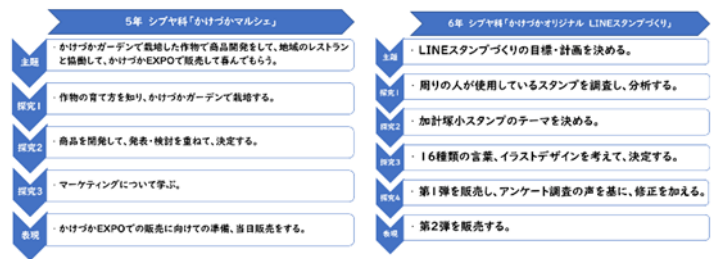 5年 シブヤ科「かけづかマルシェ」
主題
・かけづかガーデンで栽培した作物で商品開発をして、地域のレストラン
と協働して、かけづかEXPOで販売して喜んでもらう。
探究1
・作物の育て方を知り、かけづかガーデンで栽培する。
探究2
・商品を開発して、発表・検討を重ねて、決定する。
探究3
・マーケティングについて学ぶ。
表現
・かけづかEXPOでの販売に向けての準備、当日販売をする。
6年 シブヤ科「かけづかオリジナル LINEスタンプづくり」
主題
・LINEスタンプづくりの目標・計画を決める。
探究1
・周りの人が使用しているスタンプを調査し、分析する。
探究2
・加計塚小スタンプのテーマを決める。
探究3
・16種類の言葉、イラストデザインを考えて、決定する。
探究4
・第1弾を販売し、アンケート調査の声を基に、修正を加える。
表現
・第2弾を販売する。